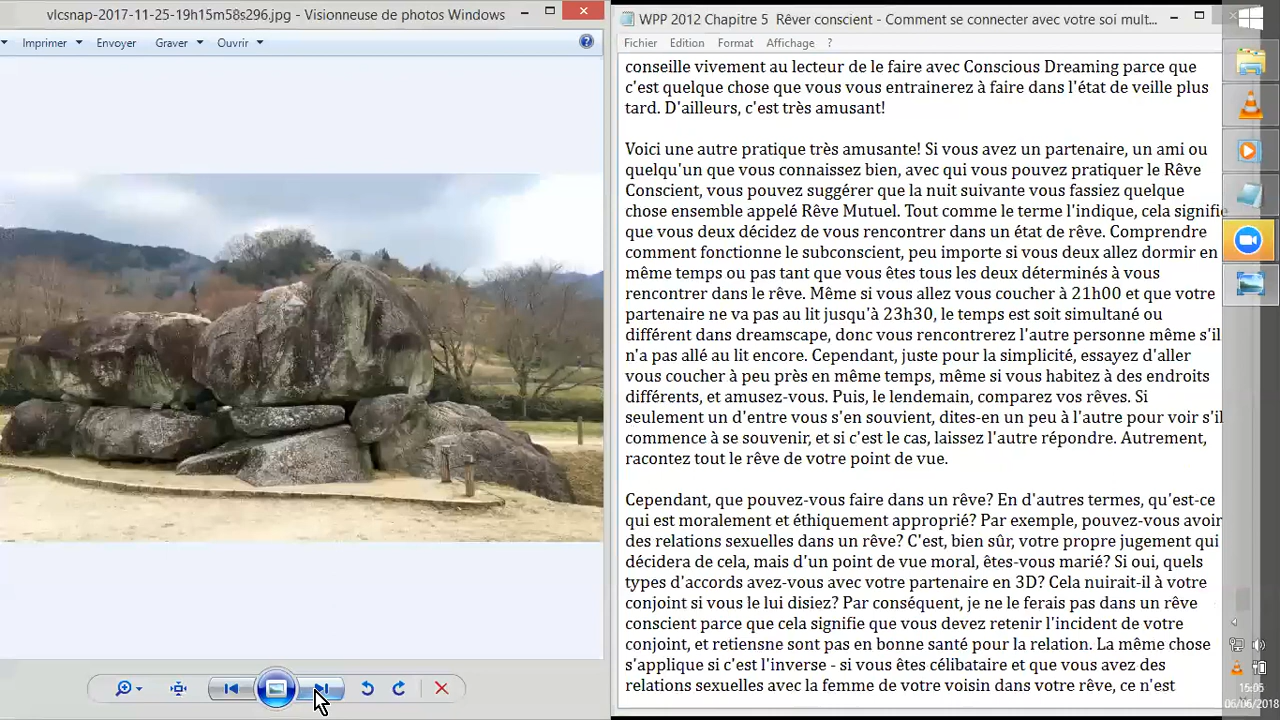 vlcsnap-2017-11-25-19h15m58s296.jpg - Visionneuse de photos Windows
Imprimer Envoyer Graver Ouvrir
WPP 2012 Chapitre 5 Rêver conscient - Comment se connecter avec votre soi mult...
Fichier Edition Format Affichage ?
conseille vivement au lecteur de le faire avec Conscious Dreaming parce que
c'est quelque chose que vous vous entrainerez à faire dans l'état de veille plus
tard. D'ailleurs, c'est très amusant!
Voici une autre pratique très amusante! Si vous avez un partenaire, un ami ou
quelqu'un que vous connaissez bien, avec qui vous pouvez pratiquer le Rêve
Conscient, vous pouvez suggérer que la nuit suivante vous fassiez quelque
chose ensemble appelé Rêve Mutuel. Tout comme le terme l'indique, cela signifie
que vous deux décidez de vous rencontrer dans un état de rêve. Comprendre
comment fonctionne le subconscient, peu importe si vous deux allez dormir en
même temps ou pas tant que vous êtes tous les deux déterminés à vous
rencontrer dans le rêve. Même si vous allez vous coucher à 21h00 et que votre
partenaire ne va pas au lit jusqu'à 23h30, le temps est soit simultané ou
différent dans dreamscape, donc vous rencontrerez l'autre personne même s'il
n'a pas allé au lit encore. Cependant, juste pour la simplicité, essayez d'aller
vous coucher à peu près en même temps, même si vous habitez à des endroits
différents, et amusez-vous. Puis, le lendemain, comparez vos rêves. Si
seulement un d'entre vous s'en souvient, dites-en un peu à l'autre pour voir s'il
commence à se souvenir, et si c'est le cas, laissez l'autre répondre. Autrement,
racontez tout le rêve de votre point de vue.
Cependant, que pouvez-vous faire dans un rêve? En d'autres termes, qu'est-ce
qui est moralement et éthiquement approprié? Par exemple, pouvez-vous avoir
des relations sexuelles dans un rêve? C'est, bien sûr, votre propre jugement qui
décidera de cela, mais d'un point de vue moral, êtes-vous marié? Si oui, quels
types d'accords avez-vous avec votre partenaire en 3D? Cela nuirait-il à votre
conjoint si vous le lui disiez? Par conséquent, je ne le ferais pas dans un rêve
conscient parce que cela signifie que vous devez retenir l'incident de votre
conjoint, et retiensne sont pas en bonne santé pour la relation. La même chose
s'applique si c'est l'inverse - si vous êtes célibataire et que vous avez des
relations sexuelles avec la femme de votre voisin dans votre rêve, ce n'est
15:05
06/06/2018